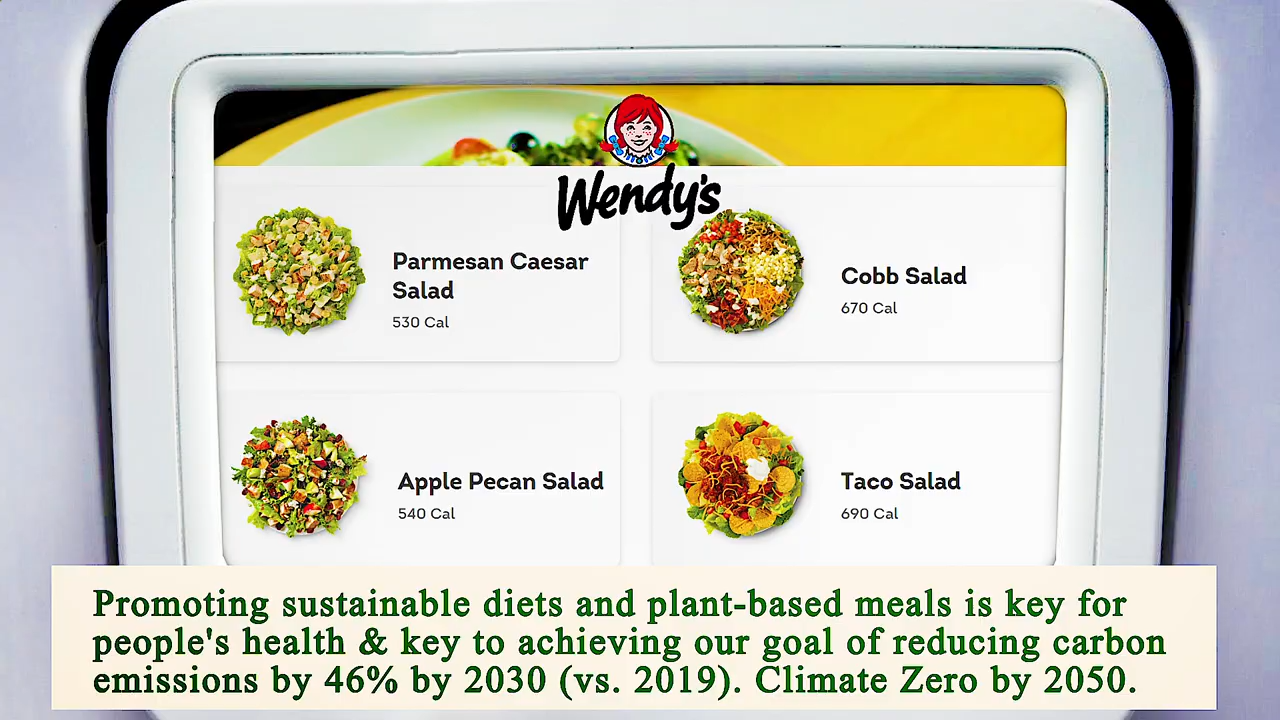 Wendy's
Parmesan Caesar
Salad
530 Cal
Cobb Salad
670 Cal
Apple Pecan Salad
540 Cal
Taco Salad
690 Cal
Promoting sustainable diets and plant-based meals is key for
people's health & key to achieving our goal of reducing carbon
emissions by 46% by 2030 (vs. 2019). Climate Zero by 2050.